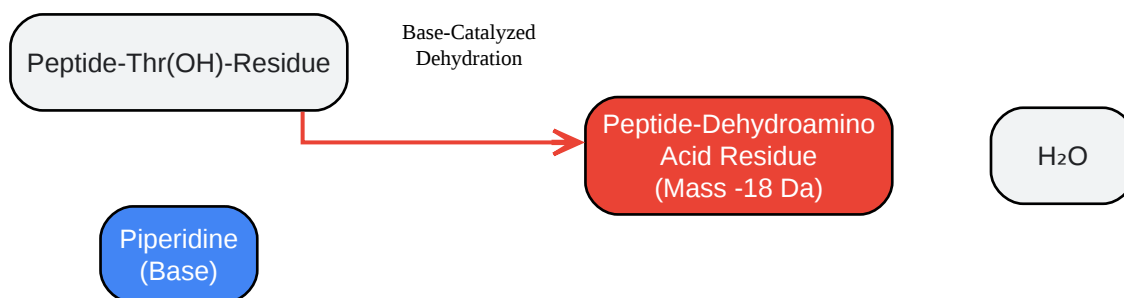 Peptide-Thr(OH)-Residue
Base-Catalyzed
Dehydration
Peptide-Dehydroamino
Acid Residue
(Mass -18 Da)
H₂O
Piperidine
(Base)